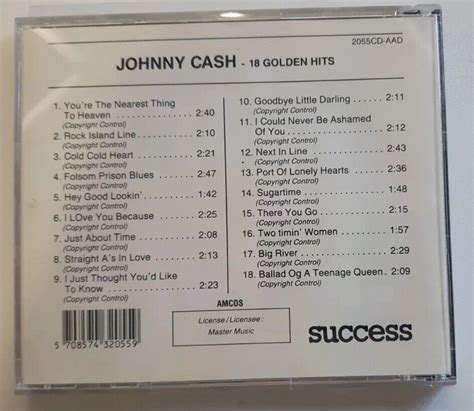 2055CD-AAD
JOHNNY CASH - 18 GOLDEN HITS
1. You're The Nearest Thing
To Heaven 2:40
(Copyright Control)
2. Rock Island Line 2:10
(Copyright Control)
3. Cold Cold Heart 2:21
(Copyright Control)
4. Folsom Prison Blues 2:47
(Copyright Control)
5. Hey Good Lookin' 1:42
(Copyright Control)
6. I Love You Because 2:25
(Copyright Control)
7. Just About Time 2:08
(Copyright Control)
8. Straight A's In Love 2:13
(Copyright Control)
9. I Just Thought You'd Like
To Know 2:23
(Copyright Control)
10. Goodbye Little Darling 2:11
(Copyright Control)
11. I Could Never Be Ashamed
Of You 2:12
(Copyright Control)
12. Next In Line 2:43
(Copyright Control)
13. Port Of Lonely Hearts 2:36
(Copyright Control)
14. Sugartime 1:48
(Copyright Control)
15. There You Go 2:15
(Copyright Control)
16. Two timin' Women 1:57
(Copyright Control)
17. Big River 2:29
(Copyright Control)
18. Ballad Og A Teenage Queen 2:09
(Copyright Control)
5 708574 320559
AMCOS
License / Licensee:
Master Music
success